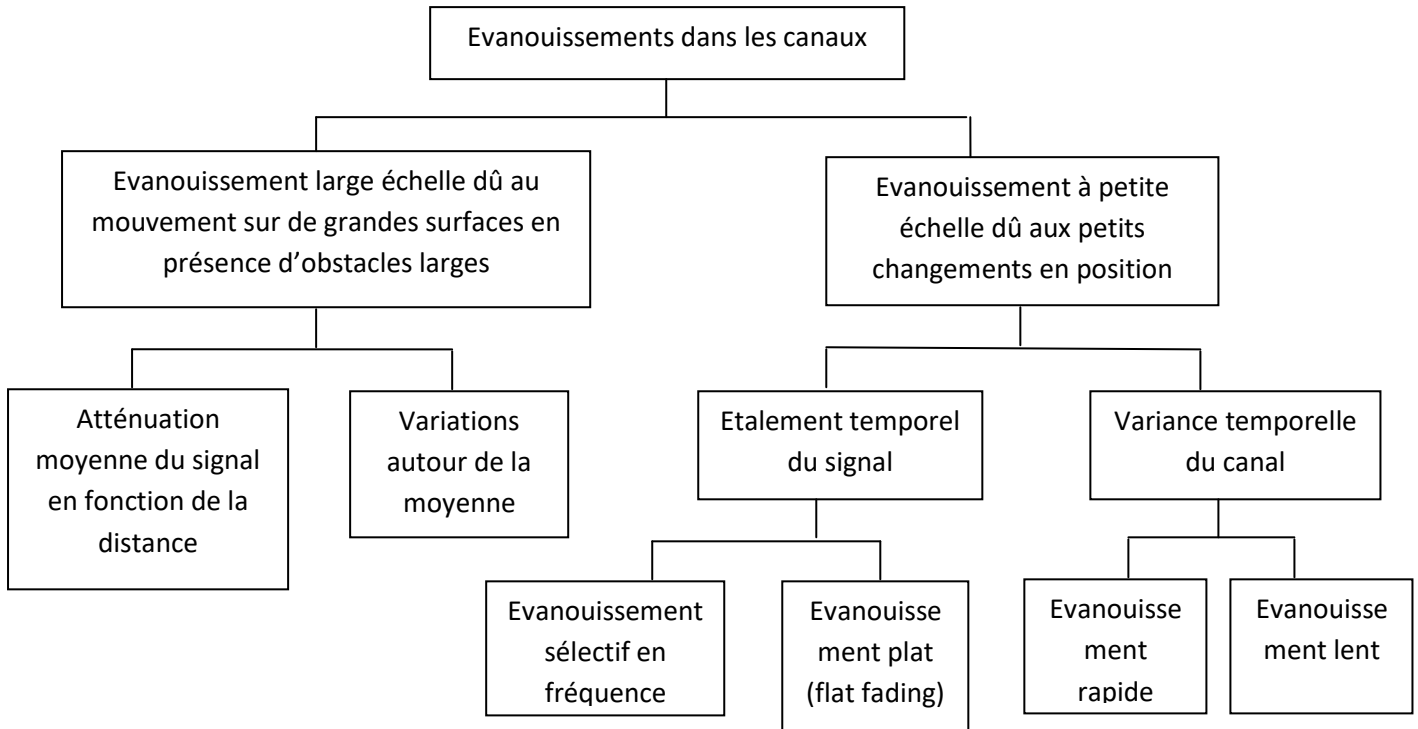 Evanouissements dans les canaux
Evanouissement large échelle dû au
mouvement sur de grandes surfaces en
présence d’obstacles larges
Evanouissement à petite
échelle dû aux petits
changements en position
Atténuation
moyenne du signal
en fonction de la
distance
Variations
autour de la
moyenne
Etalement temporel
du signal
Variance temporelle
du canal
Evanouissement
sélectif en
fréquence
Evanouisse
ment plat
(flat fading)
Evanouisse
ment
rapide
Evanouisse
ment lent